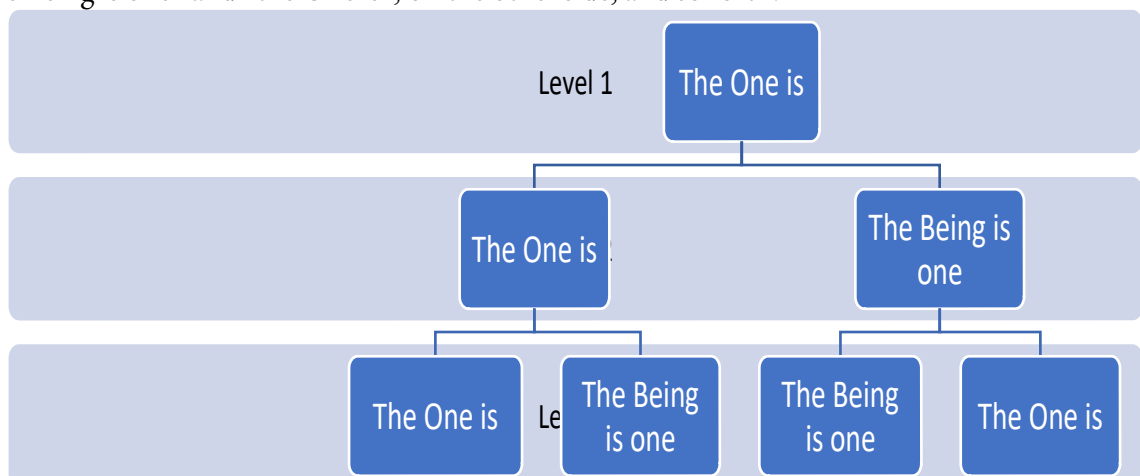 Level 1
The One is
The One is
The Being is
one
The One is
Le
The Being
is one
The Being
is one
The One is